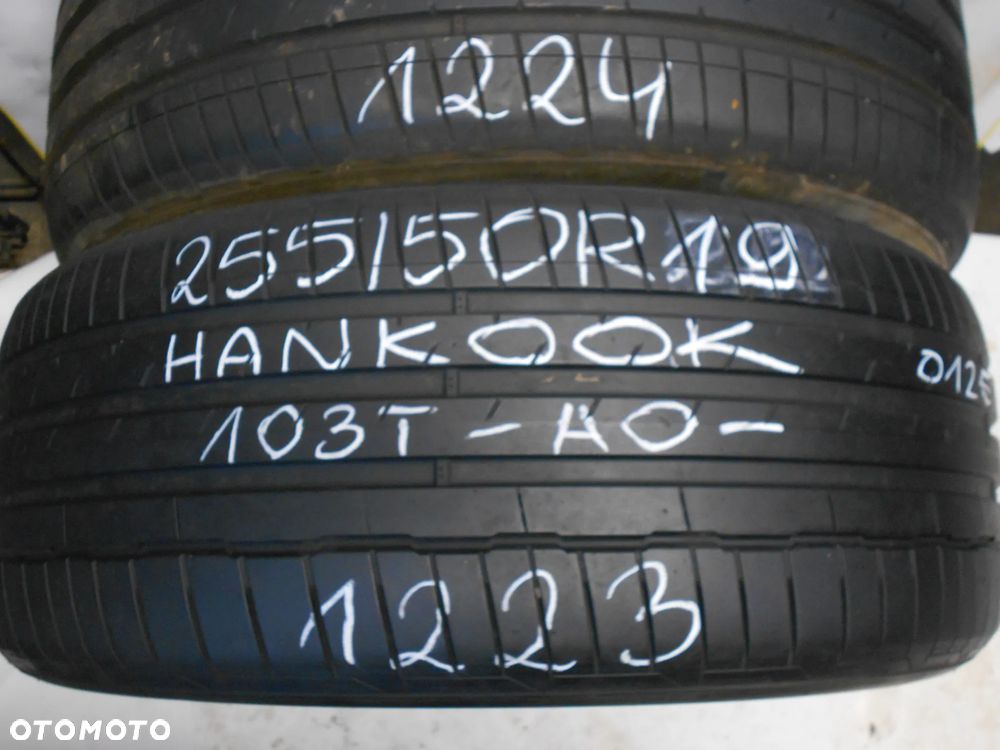 1224
255/50R19
HANKOOK
0125
103T - AO -
1223
OTOMOTO